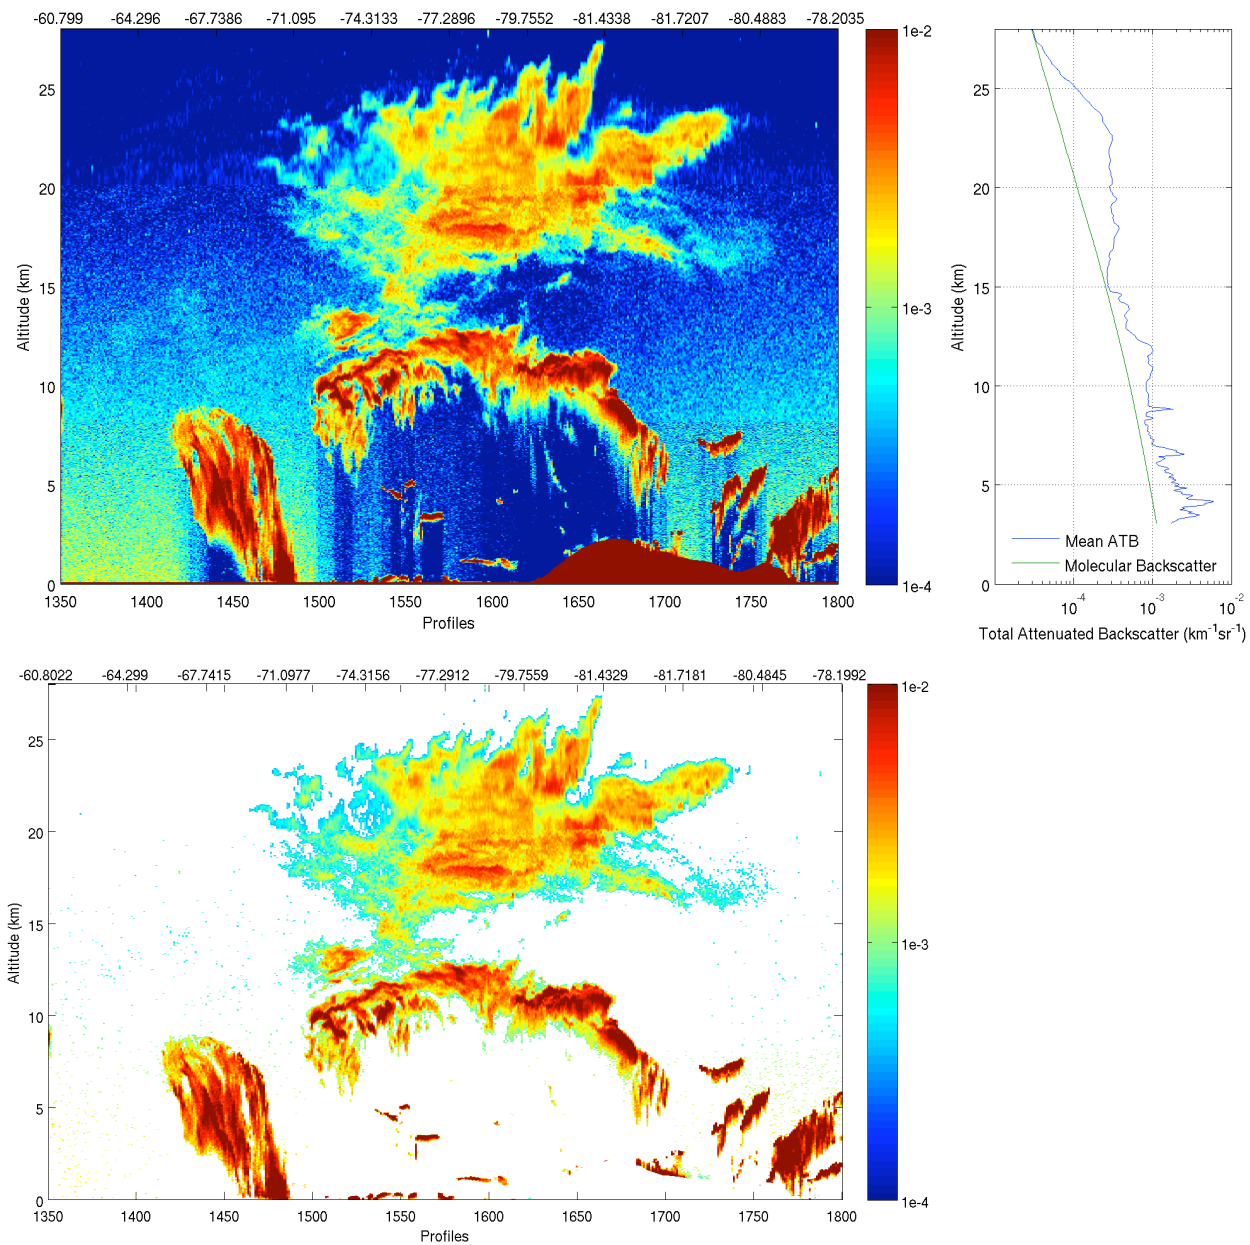 -60.799 -64.296 -67.7386 -71.095 -74.3133 -77.2896 -79.7552 -81.4338 -81.7207 -80.4883 -78.2035
25
20
15
10
5
0
Altitude (km)
1350 1400 1450 1500 1550 1600 1650 1700 1750 1800
Profiles
1e-2
1e-3
1e-4
25
20
15
10
5
0
Altitude (km)
Mean ATB
Molecular Backscatter
10⁻⁴ 10⁻³ 10⁻²
Total Attenuated Backscatter (km⁻¹sr⁻¹)
-60.8022 -64.299 -67.7415 -71.0977 -74.3156 -77.2912 -79.7559 -81.4329 -81.7181 -80.4845 -78.1992
25
20
15
10
5
0
Altitude (km)
1350 1400 1450 1500 1550 1600 1650 1700 1750 1800
Profiles
1e-2
1e-3
1e-4